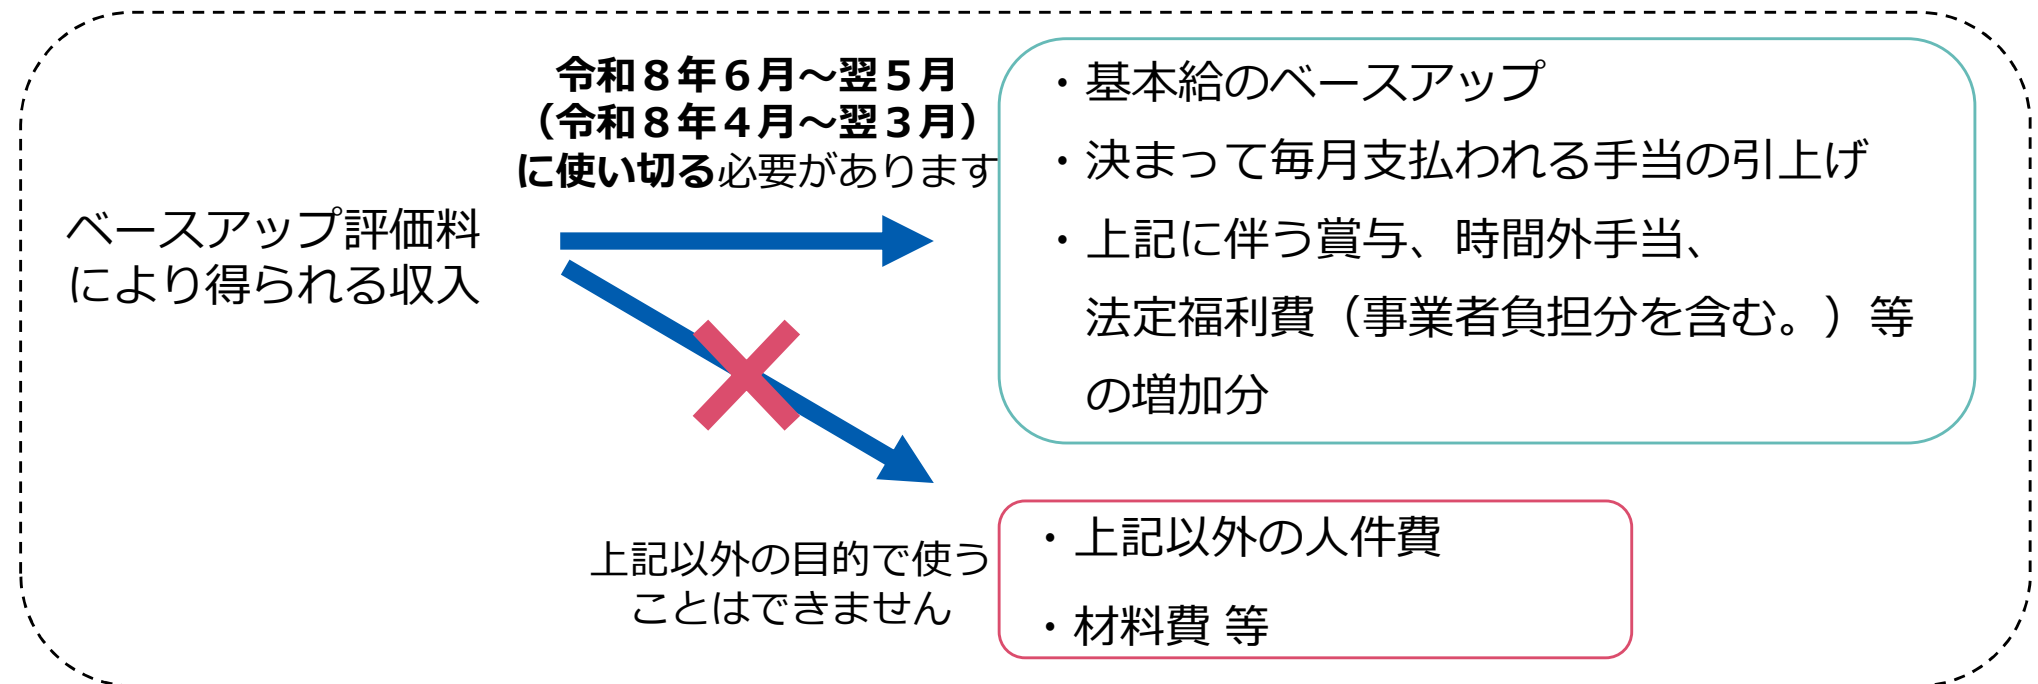 令和８年６月～翌５月
（令和８年４月～翌３月）
に使い切る必要があります
ベースアップ評価料
により得られる収入
・基本給のベースアップ
・決まって毎月支払われる手当の引上げ
・上記に伴う賞与、時間外手当、
法定福利費（事業者負担分を含む。）等
の増加分
上記以外の目的で使う
ことはできません
・上記以外の人件費
・材料費 等